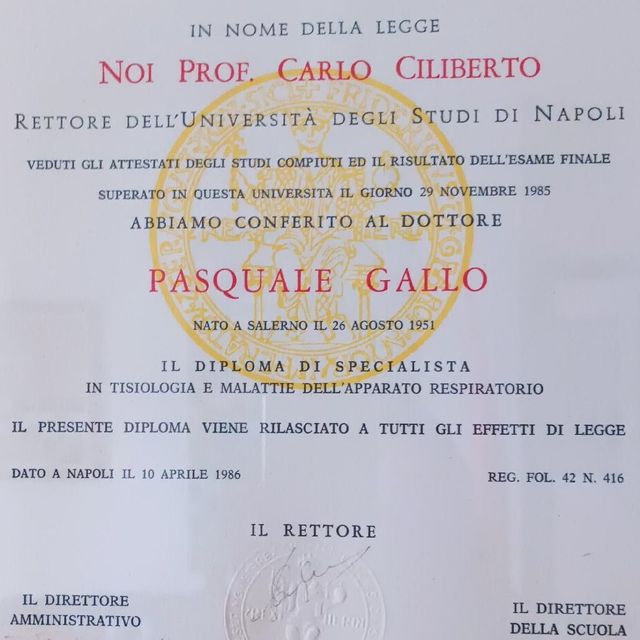 IN NOME DELLA LEGGE
NOI PROF. CARLO CILIBERTO
RETTORE DELL'UNIVERSITÀ DEGLI STUDI DI NAPOLI
VEDUTI GLI ATTESTATI DEGLI STUDI COMPIUTI ED IL RISULTATO DELL'ESAME FINALE
SUPERATO IN QUESTA UNIVERSITÀ IL GIORNO 29 NOVEMBRE 1985
ABBIAMO CONFERITO AL DOTTORE
PASQUALE GALLO
NATO A SALERNO IL 26 AGOSTO 1951
IL DIPLOMA DI SPECIALISTA
IN TISIOLOGIA E MALATTIE DELL'APPARATO RESPIRATORIO
IL PRESENTE DIPLOMA VIENE RILASCIATO A TUTTI GLI EFFETTI DI LEGGE
DATO A NAPOLI IL 10 APRILE 1986 REG. FOL. 42 N. 416
IL RETTORE
IL DIRETTORE
AMMINISTRATIVO
IL DIRETTORE
DELLA SCUOLA